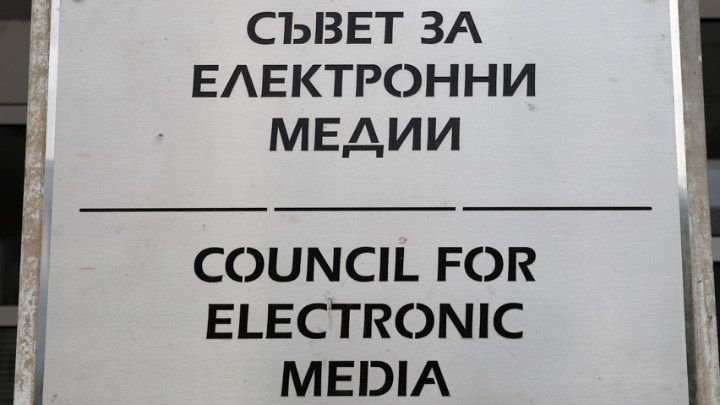 СЪВЕТ ЗА
ЕЛЕКТРОННИ
МЕДИИ
COUNCIL FOR
ELECTRONIC
MEDIA